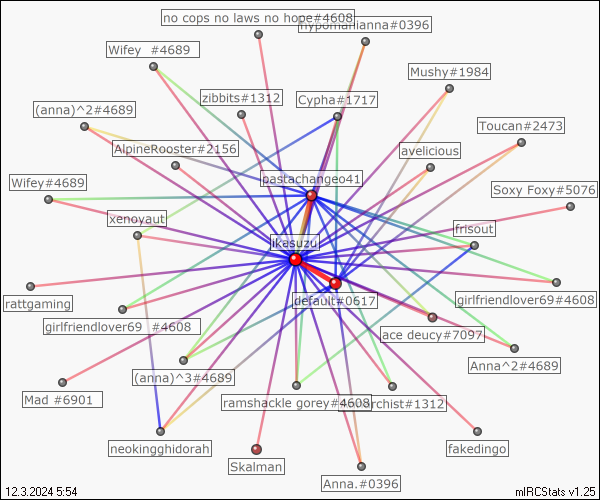 no cops no laws no hope#4608
hypomanianna#0396
Wifey  #4689
Mushy#1984
zibbits#1312
Cypha#1717
(anna)^2#4689
Toucan#2473
AlpineRooster#2156
avelicious
pastachangeo41
Wifey#4689
Soxy Foxy#5076
xenoyaut
frisout
ikasuzu
rattgaming
default#0617
girlfriendlover69#4608
girlfriendlover69  #4608
ace deucy#7097
Anna^2#4689
(anna)^3#4689
Mad #6901
ramshackle gorey#4608
archist#1312
neokingghidorah
fakedingo
Skalman
Anna.#0396
12.3.2024 5:54
mIRCStats v1.25